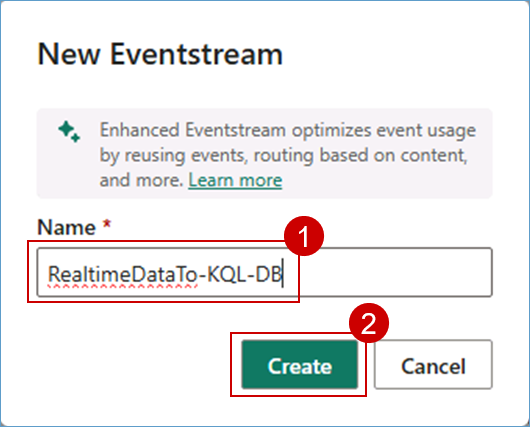 New Eventstream
Enhanced Eventstream optimizes event usage
by reusing events, routing based on content,
and more. Learn more
Name *
1
RealtimeDataTo-KQL-DB
2
Create
Cancel